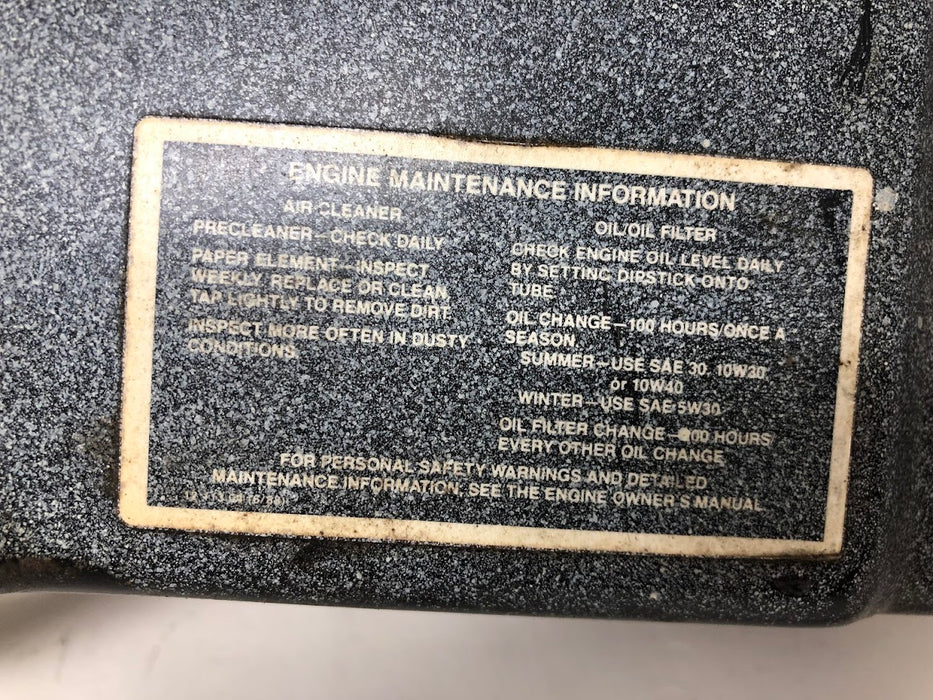 ENGINE MAINTENANCE INFORMATION
AIR CLEANER
PRECLEANER—CHECK DAILY
PAPER ELEMENT—INSPECT
WEEKLY REPLACE OR CLEAN
TAP LIGHTLY TO REMOVE DIRT.
INSPECT MORE OFTEN IN DUSTY
CONDITIONS.
OIL/OIL FILTER
CHECK ENGINE OIL LEVEL DAILY
BY SETTING DIPSTICK ONTO
TUBE.
OIL CHANGE—100 HOURS/ONCE A
SEASON.
SUMMER—USE SAE 30, 10W30
or 10W40
WINTER—USE SAE 5W30
OIL FILTER CHANGE—200 HOURS/
EVERY OTHER OIL CHANGE
FOR PERSONAL SAFETY WARNINGS AND DETAILED
MAINTENANCE INFORMATION, SEE THE ENGINE OWNER'S MANUAL